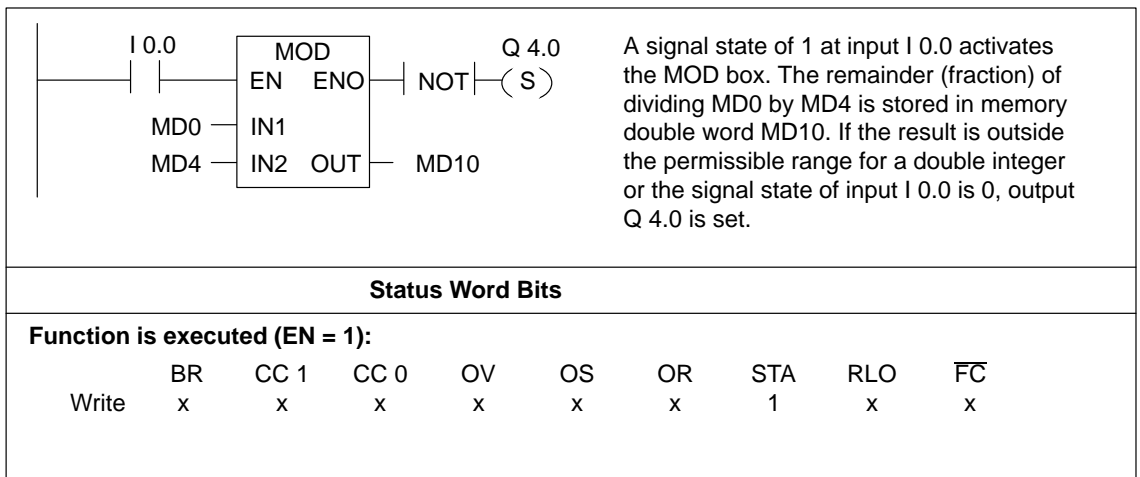 I 0.0
MOD
Q 4.0
EN ENO
NOT
( S )
MD0
IN1
MD4
IN2 OUT
MD10
A signal state of 1 at input I 0.0 activates
the MOD box. The remainder (fraction) of
dividing MD0 by MD4 is stored in memory
double word MD10. If the result is outside
the permissible range for a double integer
or the signal state of input I 0.0 is 0, output
Q 4.0 is set.
Status Word Bits
Function is executed (EN = 1):
BR CC 1 CC 0 OV OS OR STA RLO F̅C̅
Write x x x x x x 1 x x